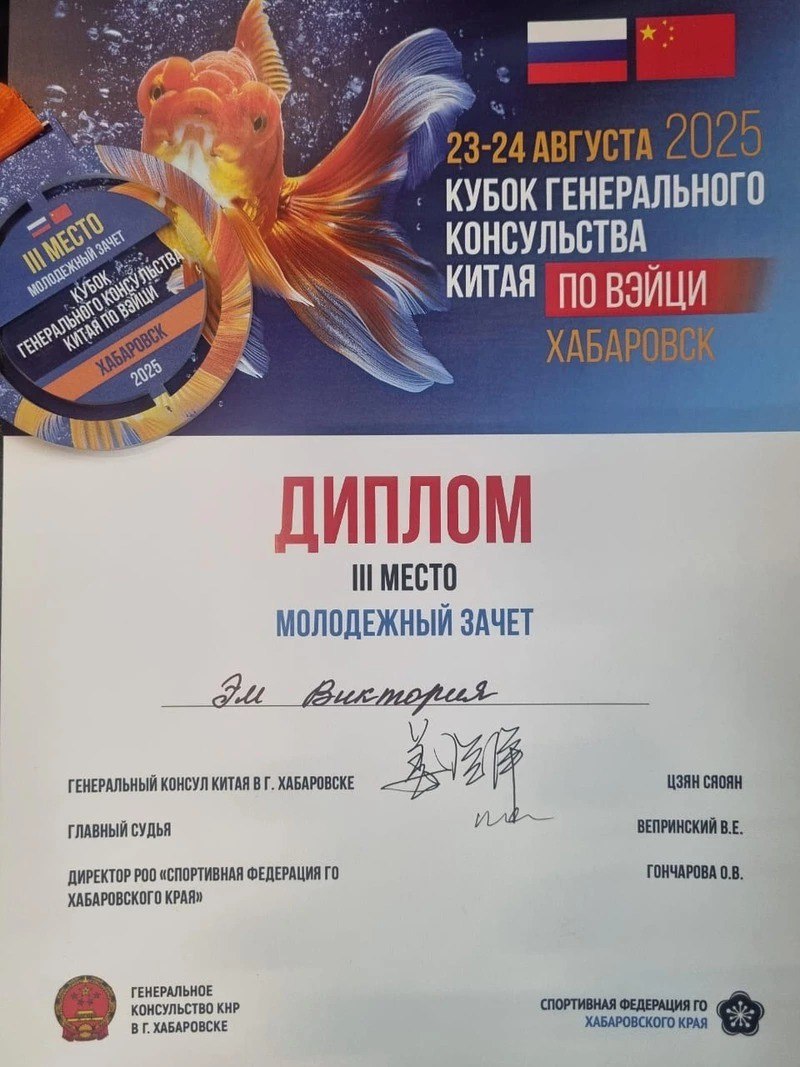 23-24 АВГУСТА 2025
КУБОК ГЕНЕРАЛЬНОГО
КОНСУЛЬСТВА
КИТАЯ ПО ВЭЙЦИ
ХАБАРОВСК
III МЕСТО
МОЛОДЕЖНЫЙ ЗАЧЕТ
КУБОК
ГЕНЕРАЛЬНОГО КОНСУЛЬСТВА
КИТАЯ ПО ВЭЙЦИ
ХАБАРОВСК
2025
ДИПЛОМ
III МЕСТО
МОЛОДЕЖНЫЙ ЗАЧЕТ
Эм Виктория
ГЕНЕРАЛЬНЫЙ КОНСУЛ КИТАЯ В Г. ХАБАРОВСКЕ ЦЗЯН СЯОЯН
ГЛАВНЫЙ СУДЬЯ ВЕПРИНСКИЙ В.Е.
ДИРЕКТОР РОО «СПОРТИВНАЯ ФЕДЕРАЦИЯ ГО ГОНЧАРОВА О.В.
ХАБАРОВСКОГО КРАЯ»
ГЕНЕРАЛЬНОЕ
КОНСУЛЬСТВО КНР
В Г. ХАБАРОВСКЕ
СПОРТИВНАЯ ФЕДЕРАЦИЯ ГО
ХАБАРОВСКОГО КРАЯ